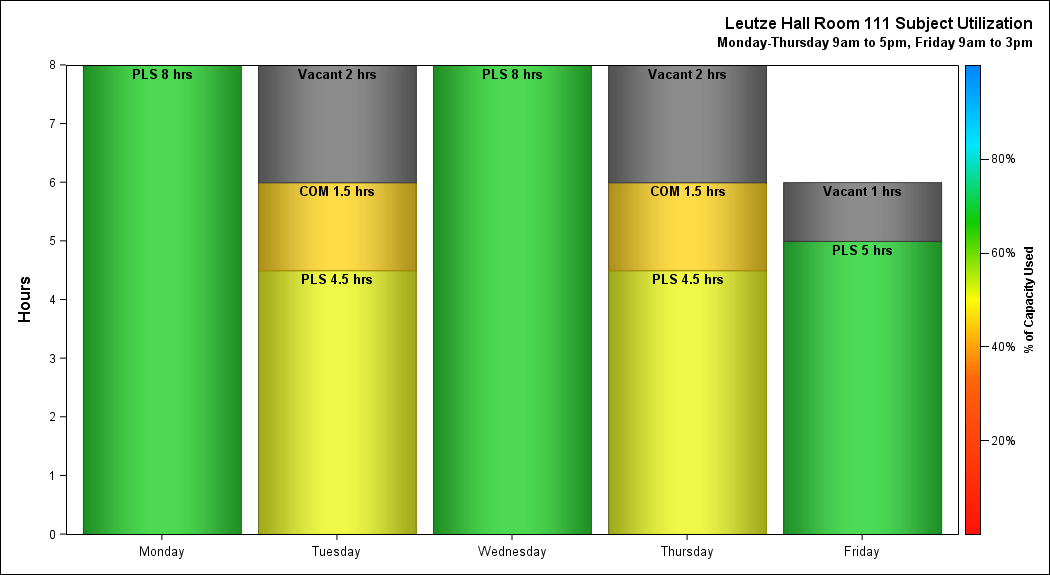 Leutze Hall Room 111 Subject Utilization
Monday-Thursday 9am to 5pm, Friday 9am to 3pm
Hours
8
7
6
5
4
3
2
1
0
PLS 8 hrs
Vacant 2 hrs
COM 1.5 hrs
PLS 4.5 hrs
PLS 8 hrs
Vacant 2 hrs
COM 1.5 hrs
PLS 4.5 hrs
Vacant 1 hrs
PLS 5 hrs
Monday
Tuesday
Wednesday
Thursday
Friday
80%
60%
40%
20%
% of Capacity Used